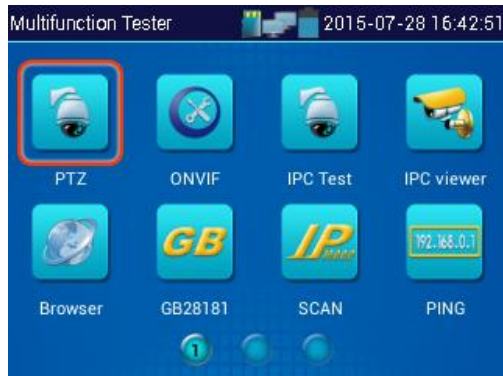 Multifunction Tester 2015-07-28 16:42:51
PTZ ONVIF IPC Test IPC viewer
GB IP 192.168.0.1
Browser GB28181 SCAN PING
1